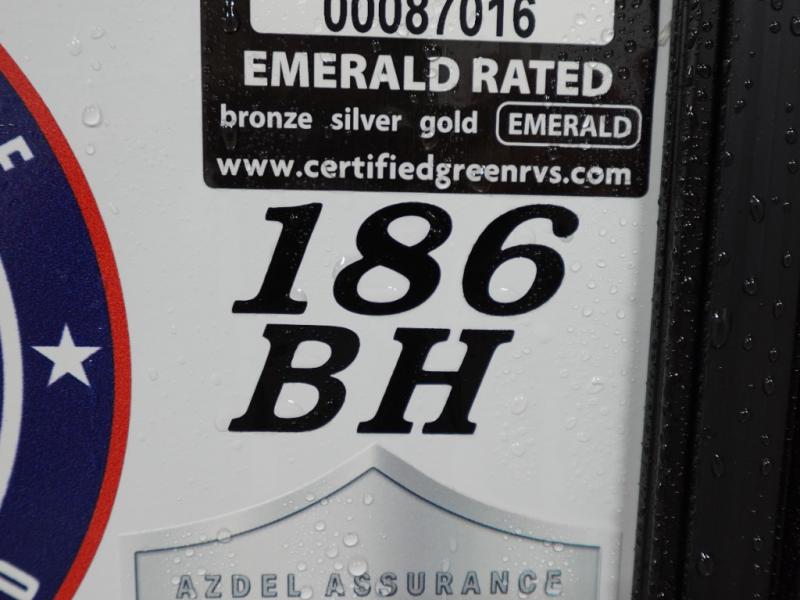 00087016
EMERALD RATED
bronze silver gold EMERALD
www.certifiedgreenrvs.com
186
BH
AZDEL ASSURANCE